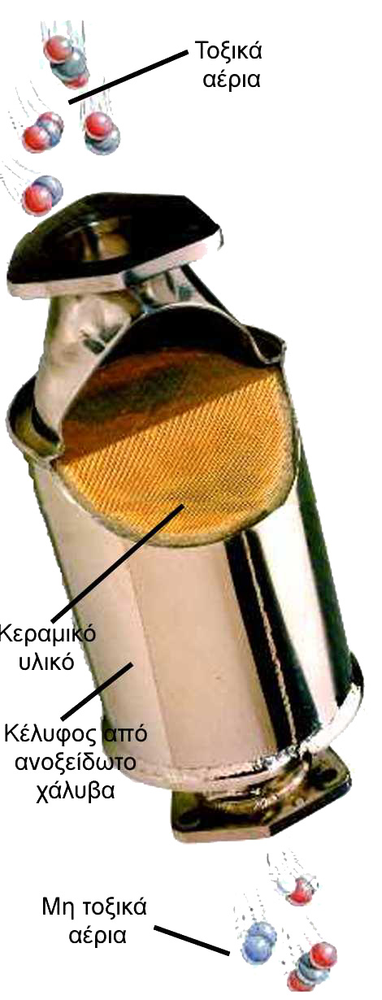 Τοξικά
αέρια
Κεραμικό
υλικό
Κέλυφος από
ανοξείδωτο
χάλυβα
Μη τοξικά
αέρια